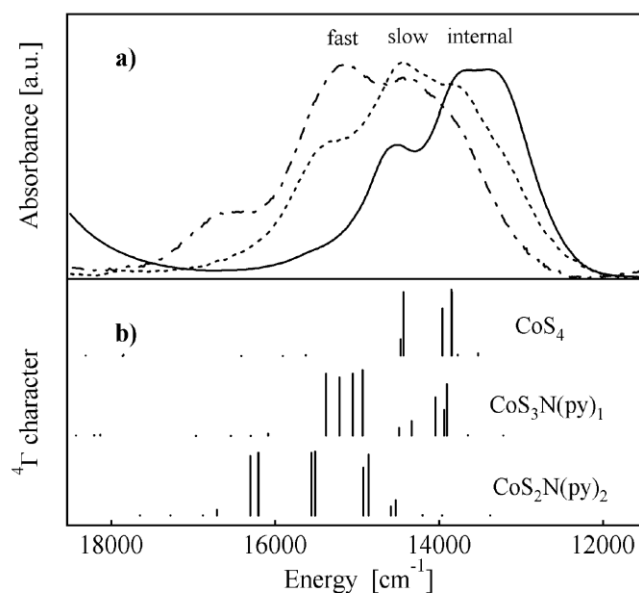 fast slow internal
a)
Absorbance [a.u.]
b)
CoS₄
CoS₃N(py)₁
CoS₂N(py)₂
⁴Γ character
18000 16000 14000 12000
Energy [cm⁻¹]